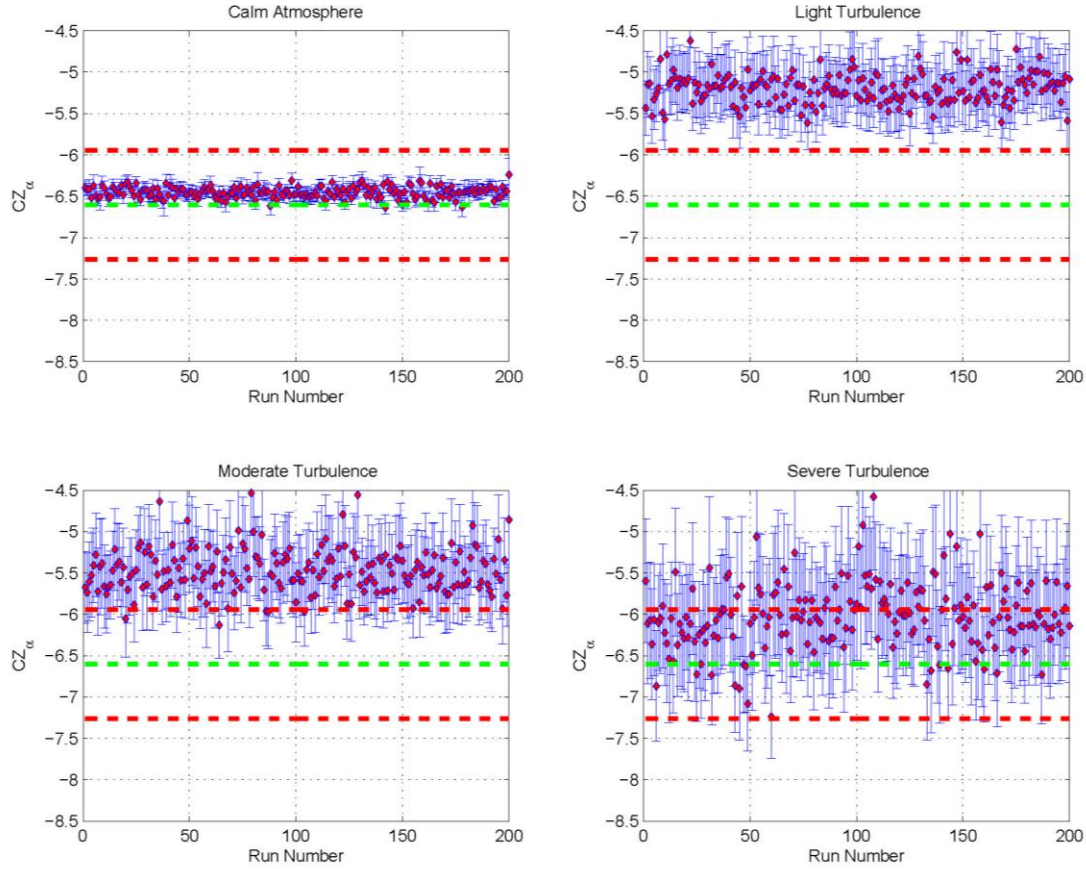 Calm Atmosphere
−4.5
−5
−5.5
−6
−6.5
−7
−7.5
−8
−8.5
CZα
0 50 100 150 200
Run Number
Light Turbulence
−4.5
−5
−5.5
−6
−6.5
−7
−7.5
−8
−8.5
CZα
0 50 100 150 200
Run Number
Moderate Turbulence
−4.5
−5
−5.5
−6
−6.5
−7
−7.5
−8
−8.5
CZα
0 50 100 150 200
Run Number
Severe Turbulence
−4.5
−5
−5.5
−6
−6.5
−7
−7.5
−8
−8.5
CZα
0 50 100 150 200
Run Number